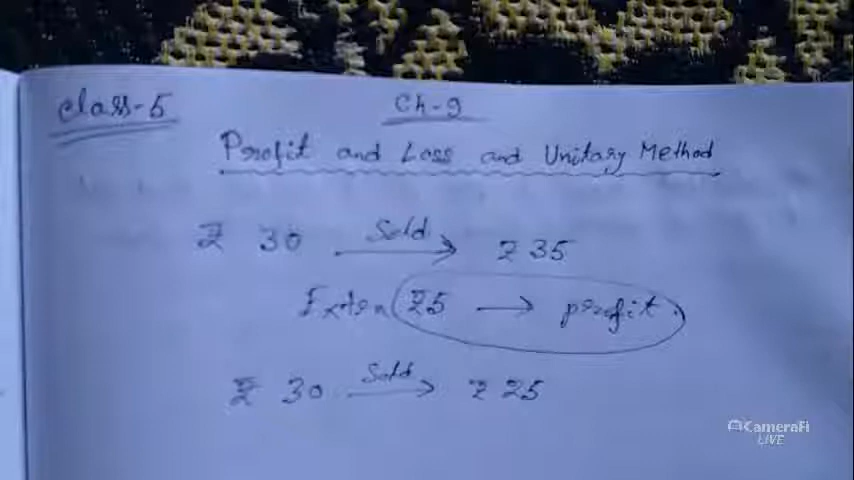 Class-5
Ch-9
Profit and Loss and Unitary Method
₹ 30 Sold → ₹ 35
Extra ₹5 → profit.
₹ 30 Sold → ₹ 25
CameraFi
LIVE